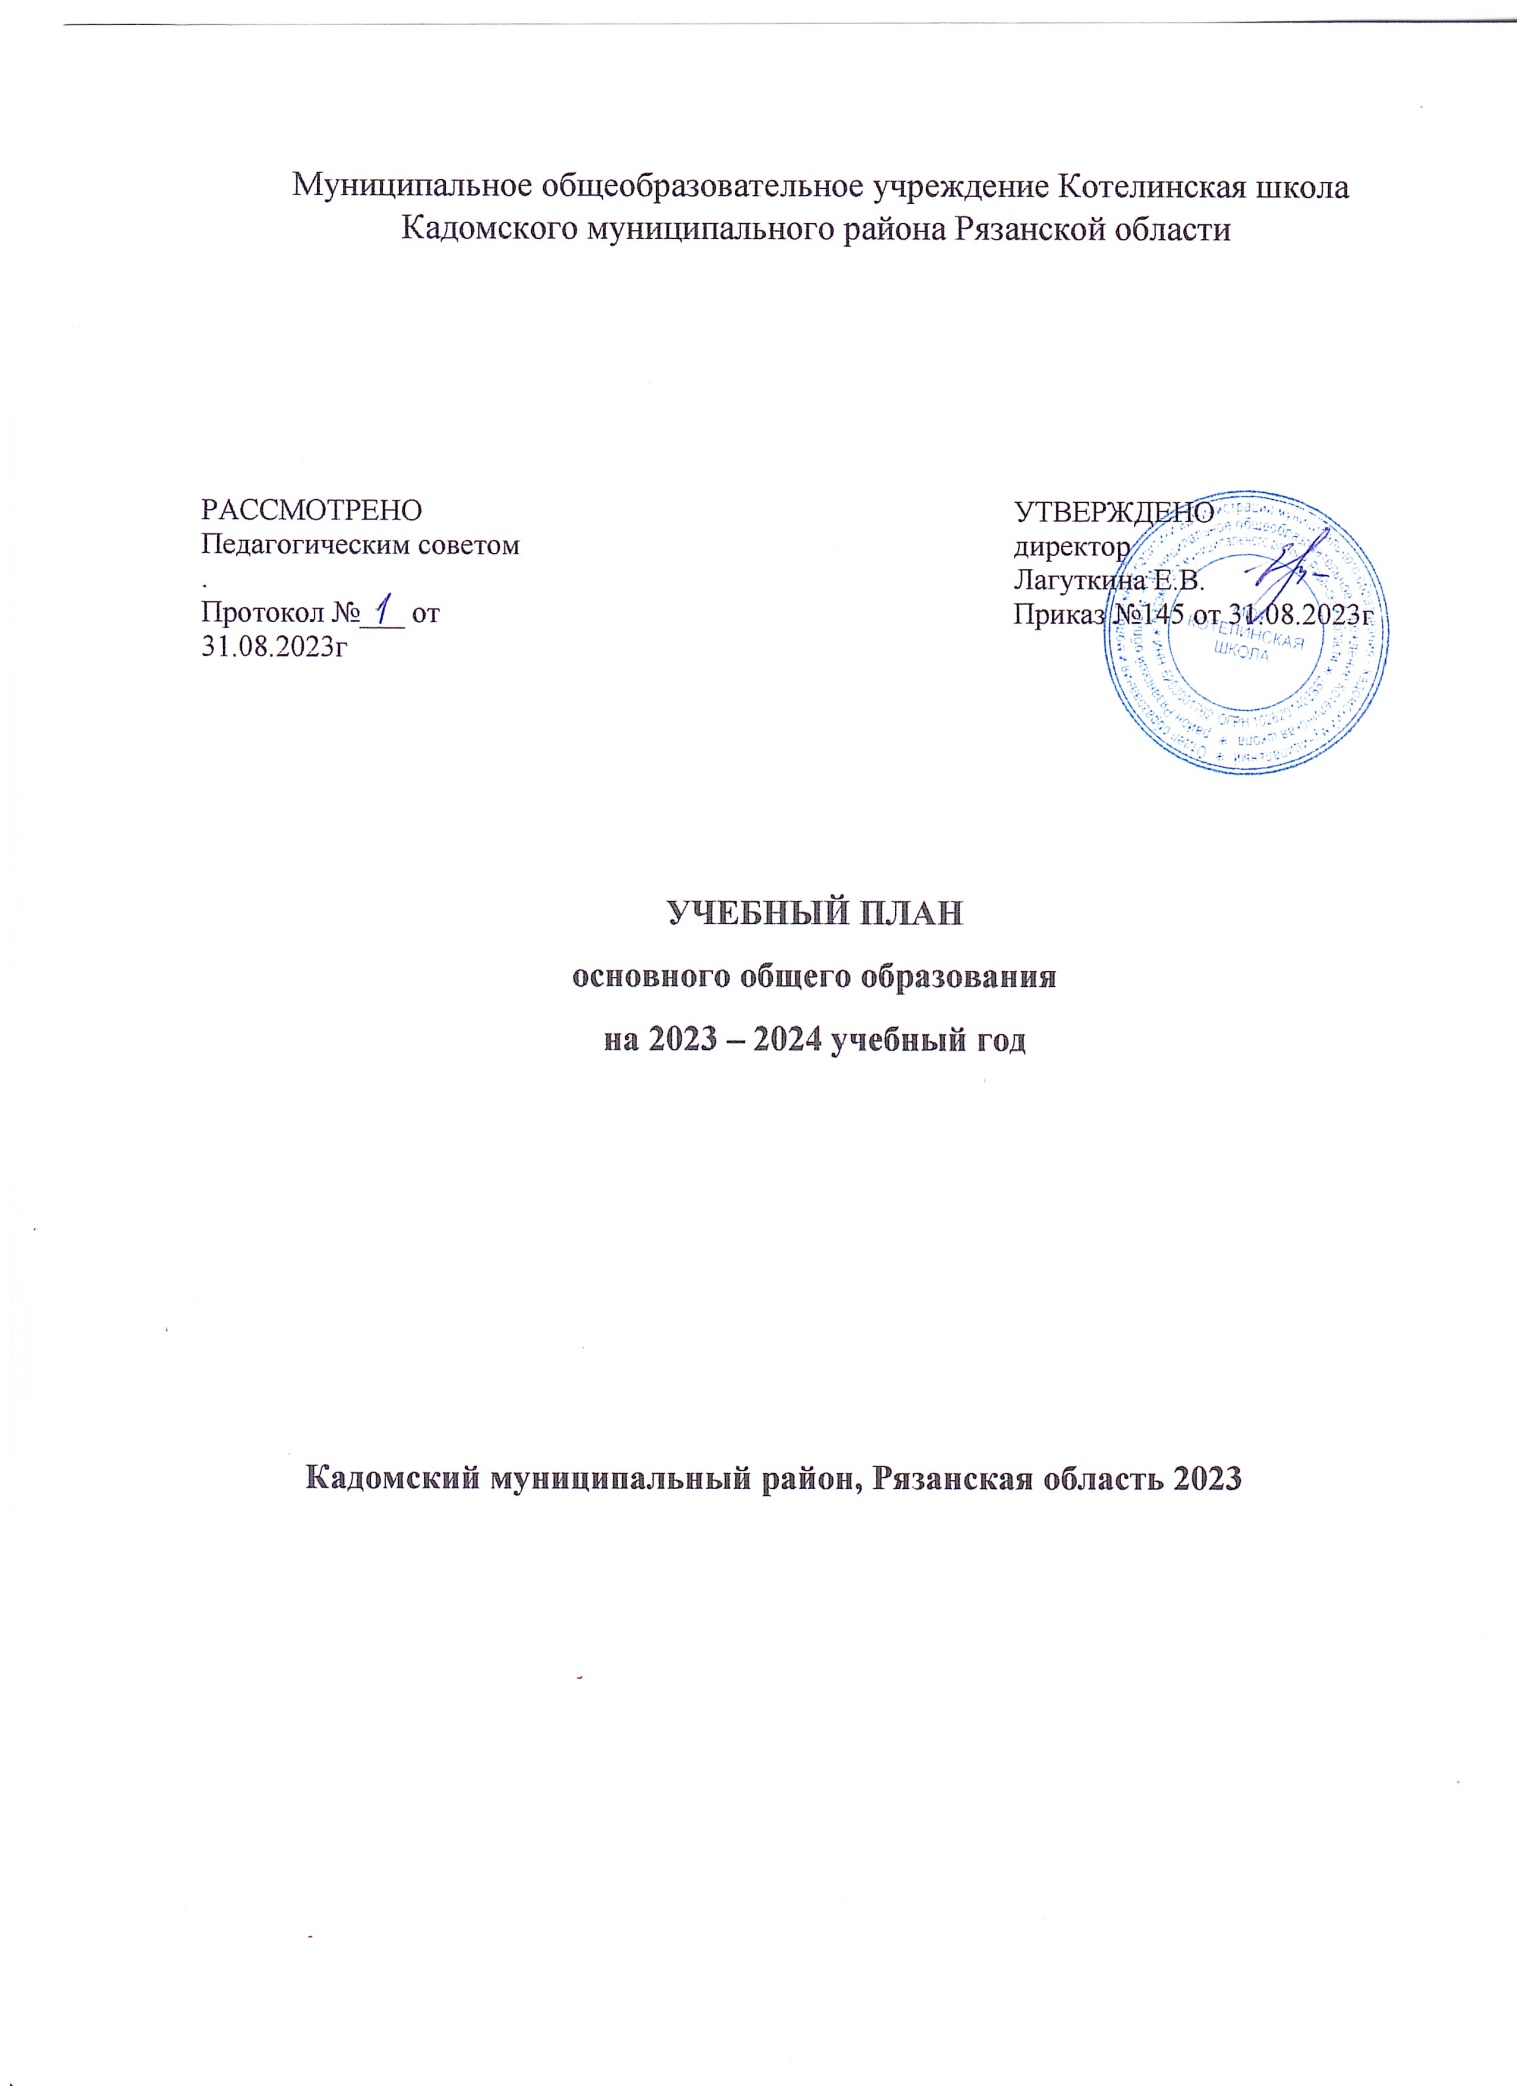 Муниципальное общеобразовательное учреждение Котелинская школа
Кадомского муниципального района Рязанской области
РАССМОТРЕНО
Педагогическим советом
.
Протокол № 1 от
31.08.2023г
УТВЕРЖДЕНО
директор
Лагуткина Е.В.
Приказ №145 от 31.08.2023г
КОТЕЛИНСКАЯ
ШКОЛА
УЧЕБНЫЙ ПЛАН
основного общего образования
на 2023 – 2024 учебный год
Кадомский муниципальный район, Рязанская область 2023